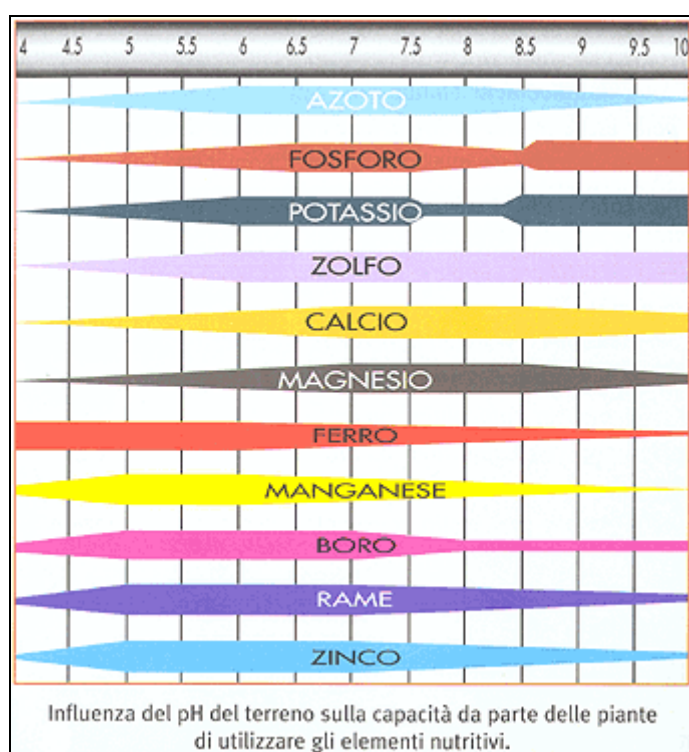 4 4.5 5 5.5 6 6.5 7 7.5 8 8.5 9 9.5 10
AZOTO
FOSFORO
POTASSIO
ZOLFO
CALCIO
MAGNESIO
FERRO
MANGANESE
BORO
RAME
ZINCO
Influenza del pH del terreno sulla capacità da parte delle piante
di utilizzare gli elementi nutritivi.